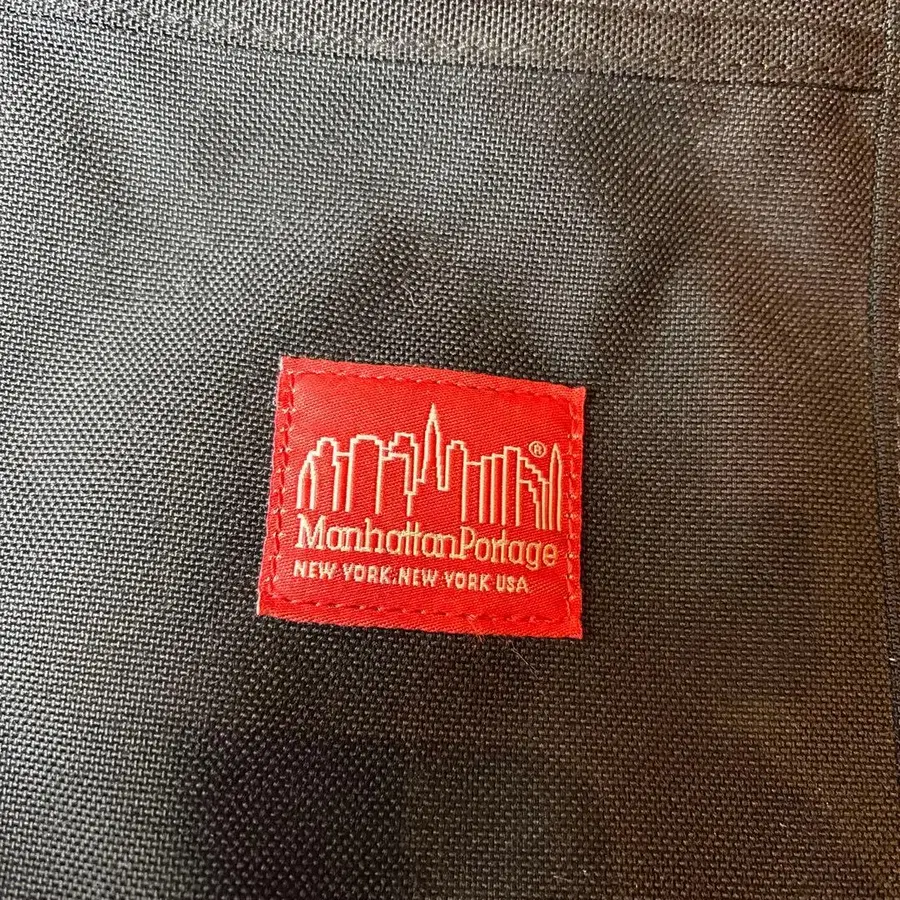 ®
ManhattanPortage
NEW YORK, NEW YORK USA